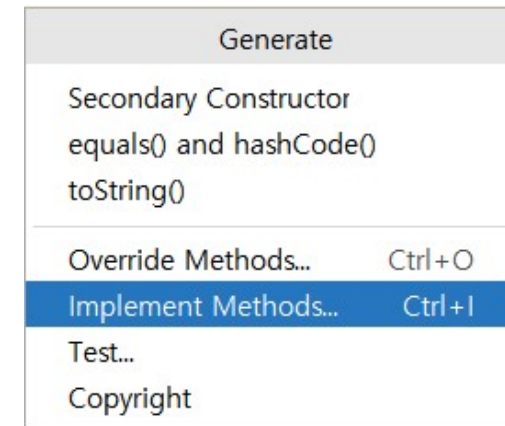 Generate
Secondary Constructor
equals() and hashCode()
toString()
Override Methods... Ctrl+O
Implement Methods... Ctrl+I
Test...
Copyright